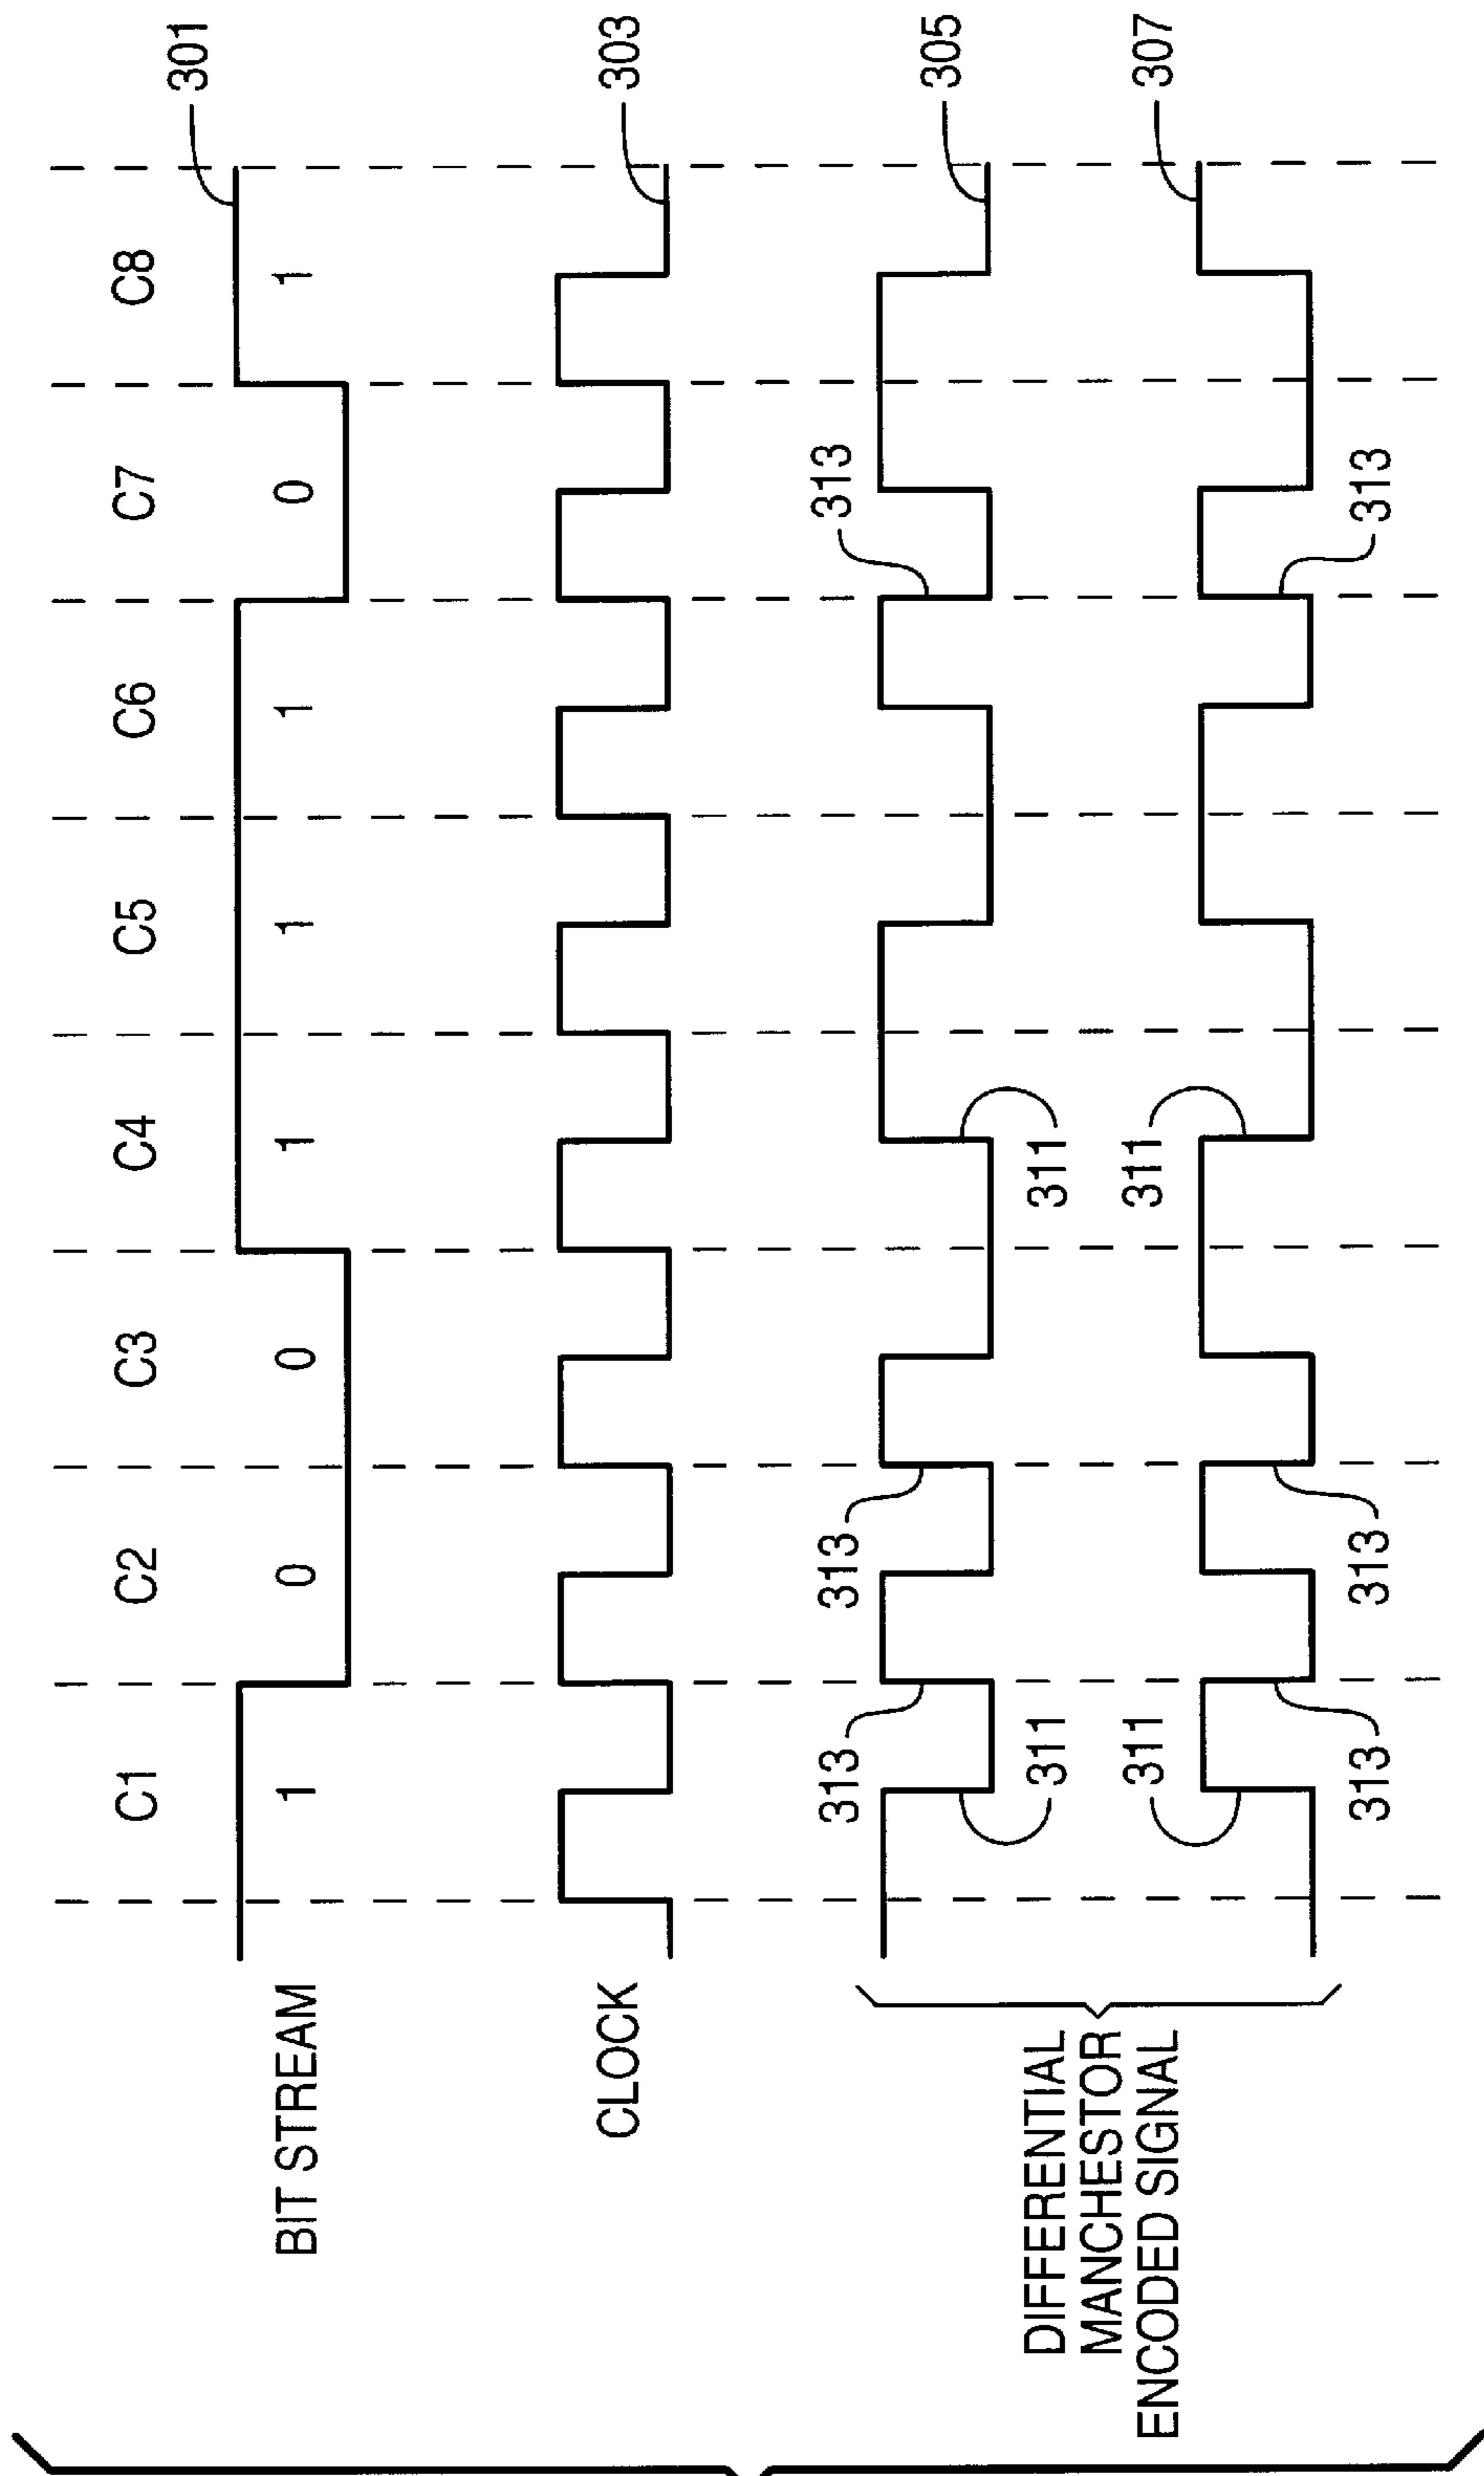 C1 C2 C3 C4 C5 C6 C7 C8
301
BIT STREAM
1 0 0 1 1 1 0 1
CLOCK
303
313 313 313
305
DIFFERENTIAL
MANCHESTOR
ENCODED SIGNAL
311 311
311 311
307
313 313 313